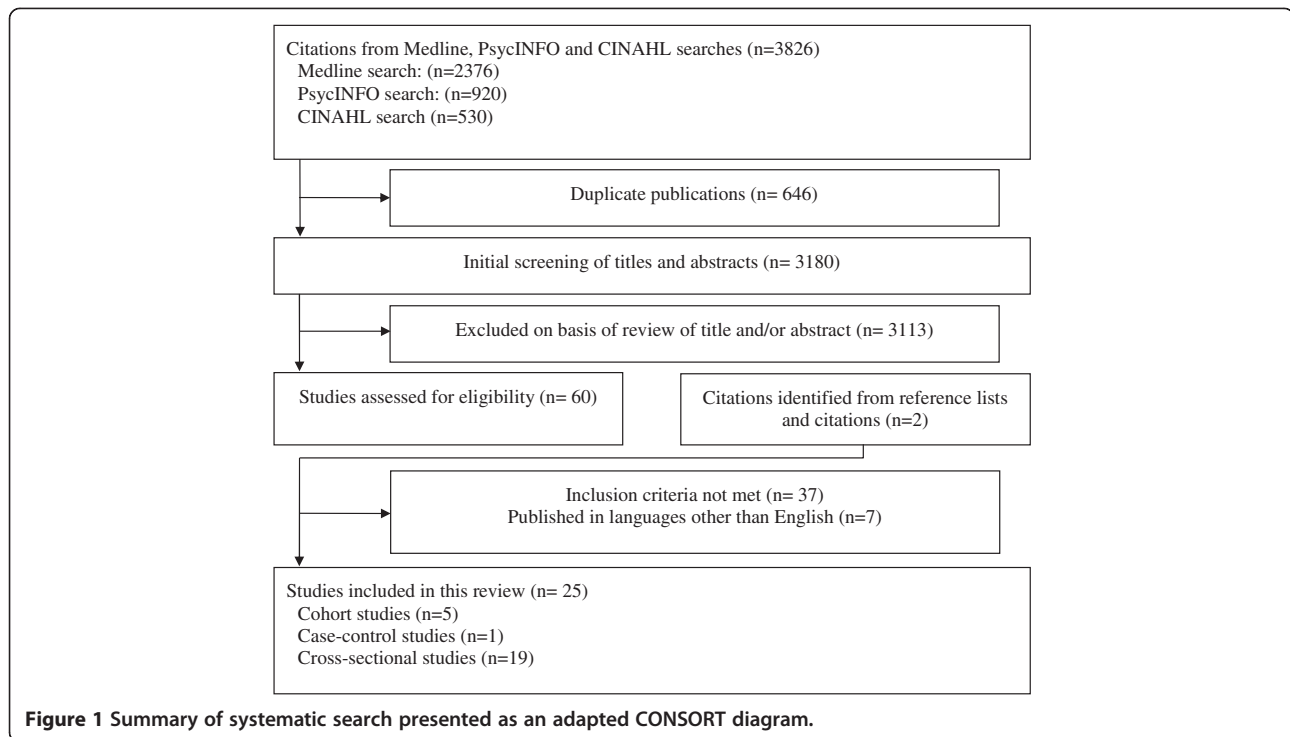 Citations from Medline, PsycINFO and CINAHL searches (n=3826)
Medline search: (n=2376)
PsycINFO search: (n=920)
CINAHL search (n=530)
Duplicate publications (n= 646)
Initial screening of titles and abstracts (n= 3180)
Excluded on basis of review of title and/or abstract (n= 3113)
Studies assessed for eligibility (n= 60)
Citations identified from reference lists
and citations (n=2)
Inclusion criteria not met (n= 37)
Published in languages other than English (n=7)
Studies included in this review (n= 25)
Cohort studies (n=5)
Case-control studies (n=1)
Cross-sectional studies (n=19)
Figure 1 Summary of systematic search presented as an adapted CONSORT diagram.